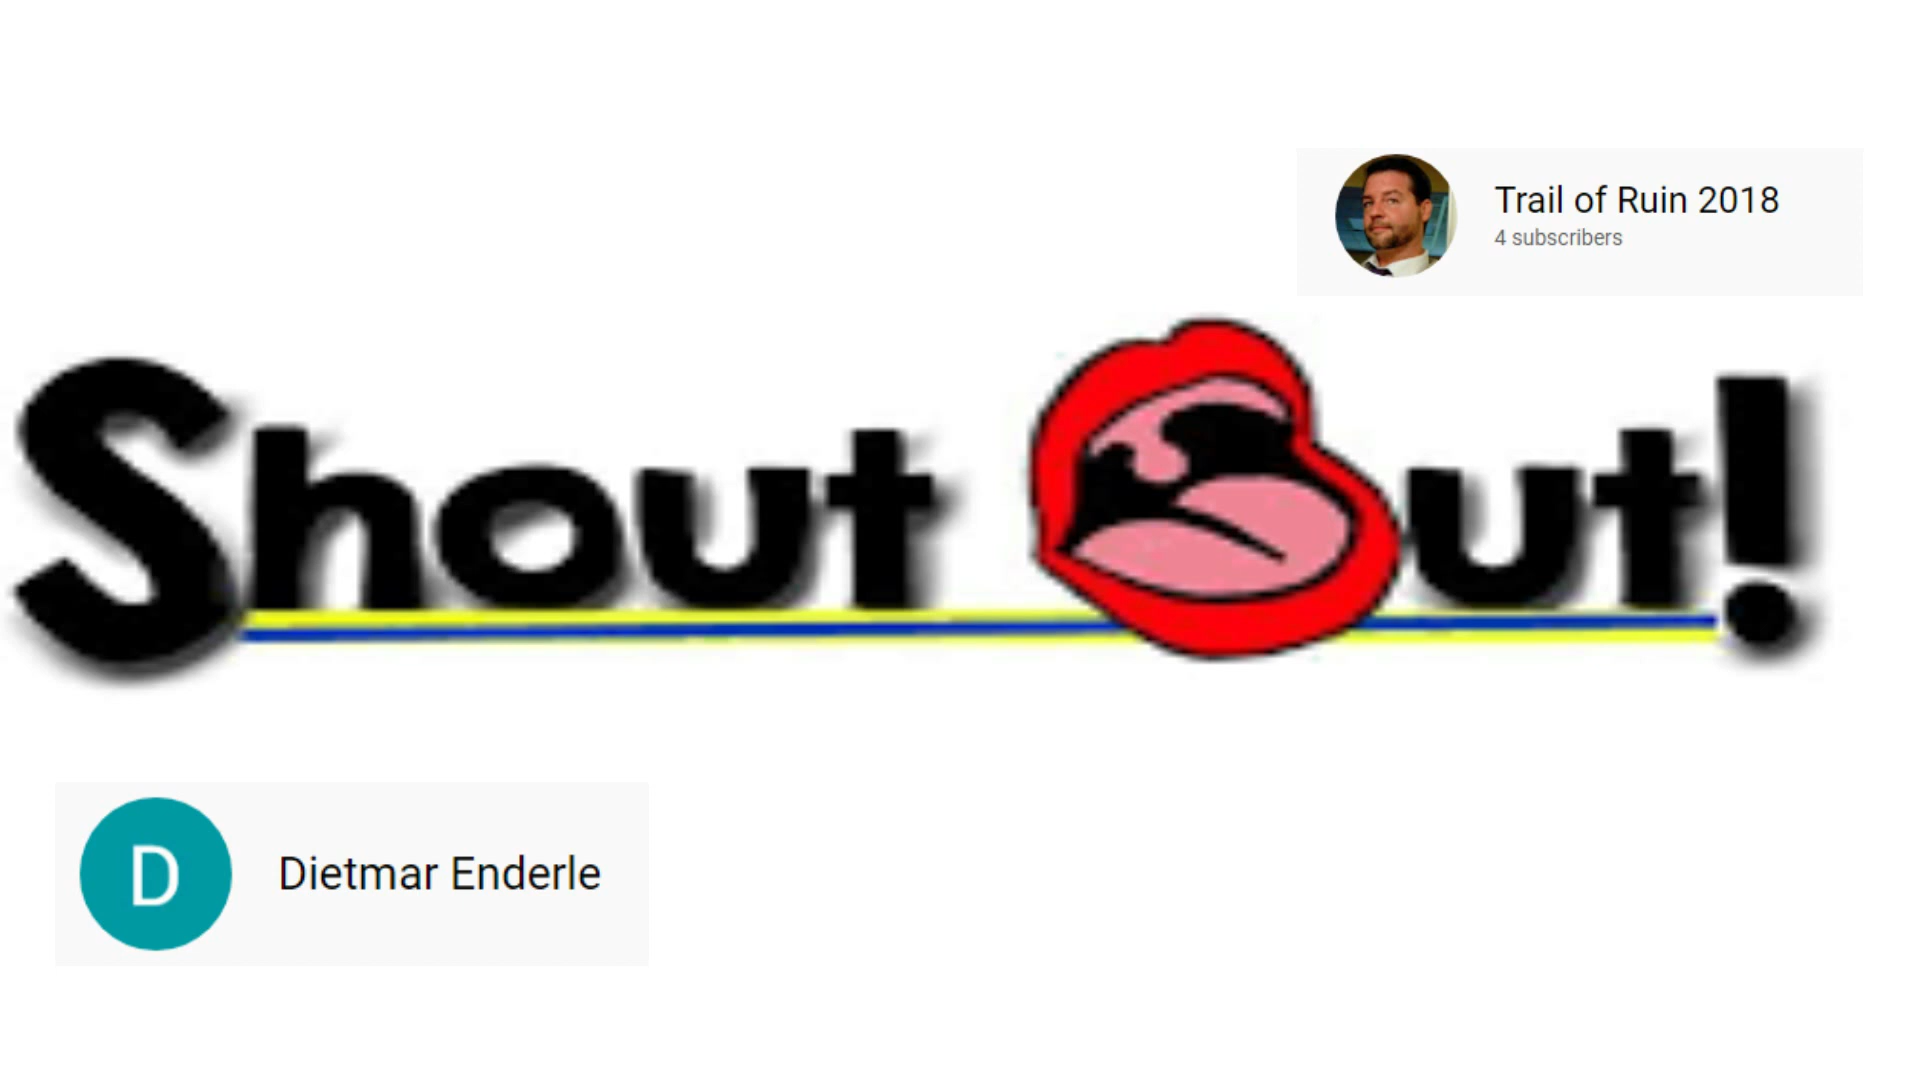 Trail of Ruin 2018
4 subscribers
Shout Out!
D
Dietmar Enderle